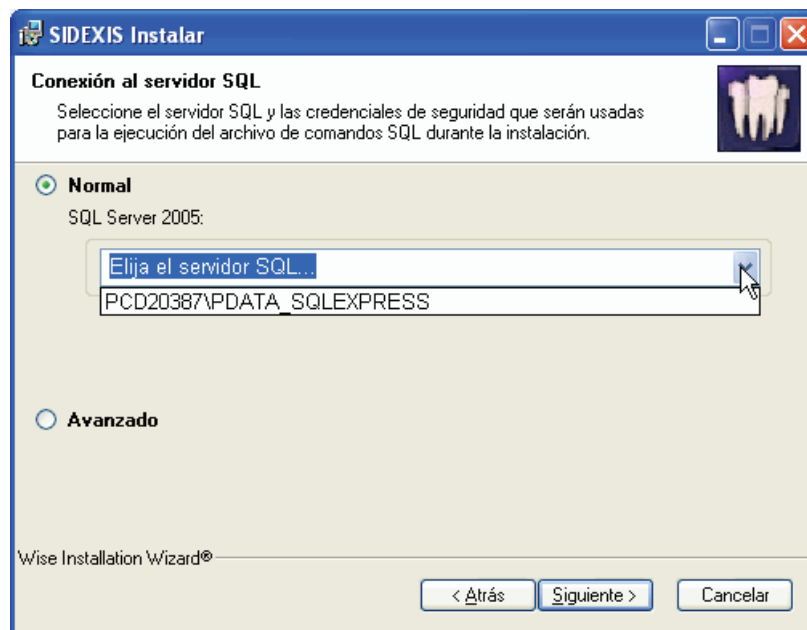 SIDEXIS Instalar
Conexión al servidor SQL
Seleccione el servidor SQL y las credenciales de seguridad que serán usadas
para la ejecución del archivo de comandos SQL durante la instalación.
Normal
SQL Server 2005:
Elija el servidor SQL...
PCD20387\PDATA_SQLEXPRESS
Avanzado
Wise Installation Wizard®
< Atrás Siguiente > Cancelar